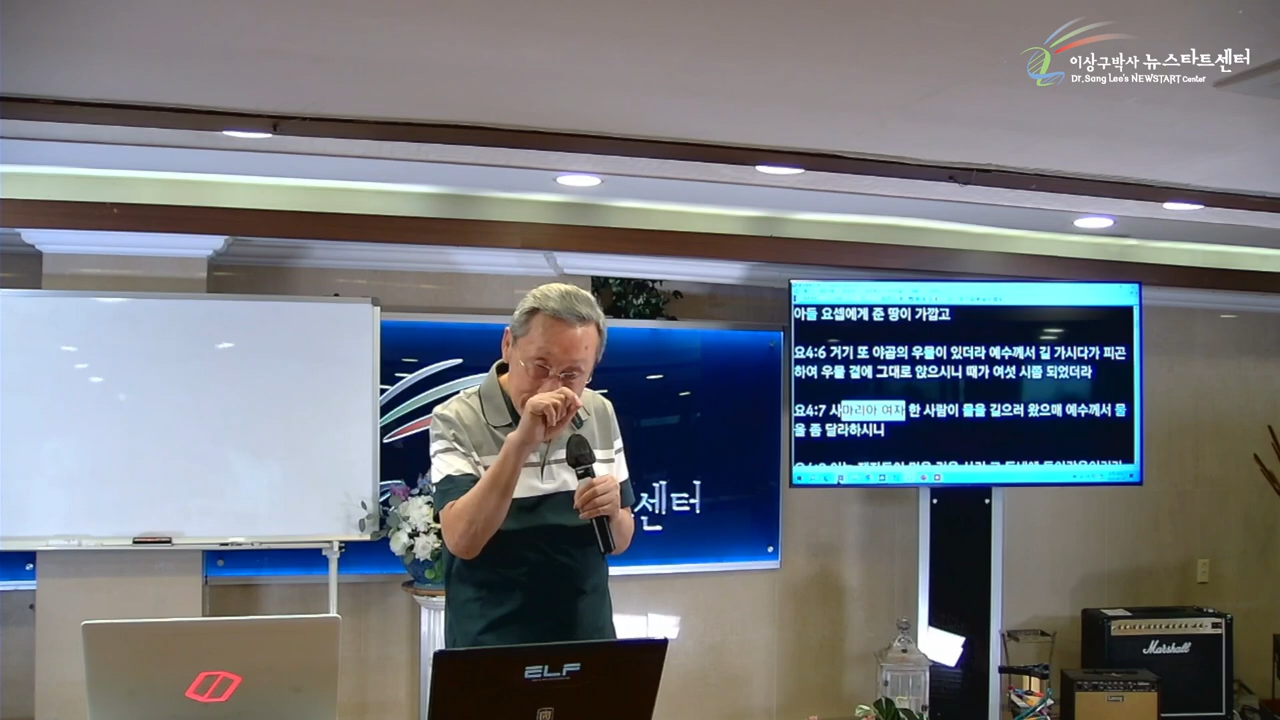 이상구박사 뉴스타트센터
Dr. Sang Lee's NEWSTART Center
아들 요셉에게 준 땅이 가깝고
요4:6 거기 또 야곱의 우물이 있더라 예수께서 길 가시다가 피곤
하여 우물 곁에 그대로 앉으시니 때가 여섯 시쯤 되었더라
요4:7 사마리아 여자 한 사람이 물을 길으러 왔으매 예수께서 물
을 좀 달라하시니
센터
ELF
Marshall